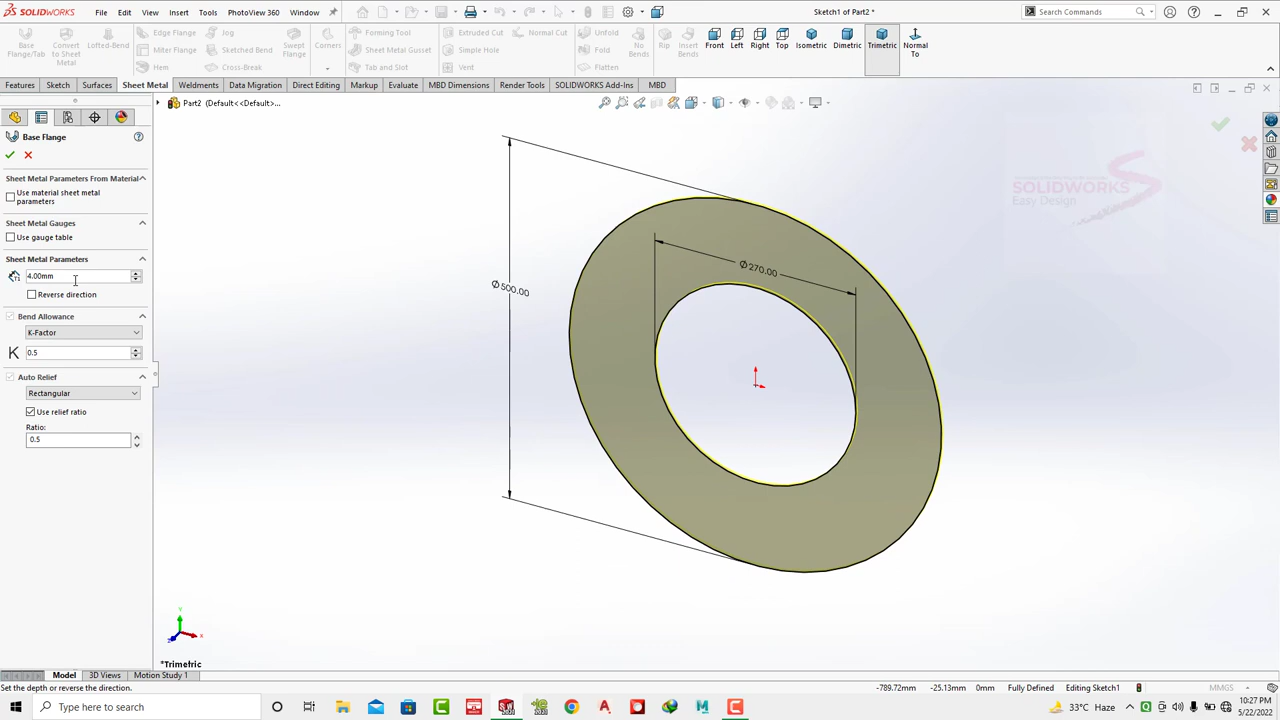 SOLIDWORKS File Edit View Insert Tools PhotoView 360 Window Sketch1 of Part2 * Search Commands
Base Flange/Tab Convert to Sheet Metal Lofted-Bend Edge Flange Miter Flange Hem Jog Sketched Bend Cross-Break Swept Flange Corners Forming Tool Sheet Metal Gusset Tab and Slot Extruded Cut Simple Hole Vent Normal Cut Unfold Fold Flatten No Bends Rip Insert Bends Front Left Right Top Isometric Dimetric Trimetric Normal To
Features Sketch Surfaces Sheet Metal Weldments Data Migration Direct Editing Markup Evaluate MBD Dimensions Render Tools SOLIDWORKS Add-Ins MBD
Part2 (Default<<Default>...
Base Flange
Sheet Metal Parameters From Material
Use material sheet metal
parameters
Sheet Metal Gauges
Use gauge table
Sheet Metal Parameters
4.00mm
Reverse direction
Bend Allowance
K-Factor
K 0.5
Auto Relief
Rectangular
Use relief ratio
Ratio:
0.5
SOLIDWORKS
Easy Design
Ø270.00
Ø500.00
Y
X
Z
*Trimetric
Model 3D Views Motion Study 1
Set the depth or reverse the direction. -789.72mm -25.13mm 0mm Fully Defined Editing Sketch1 MMGS
Type here to search 33°C Haze 10:27 PM
5/22/2022